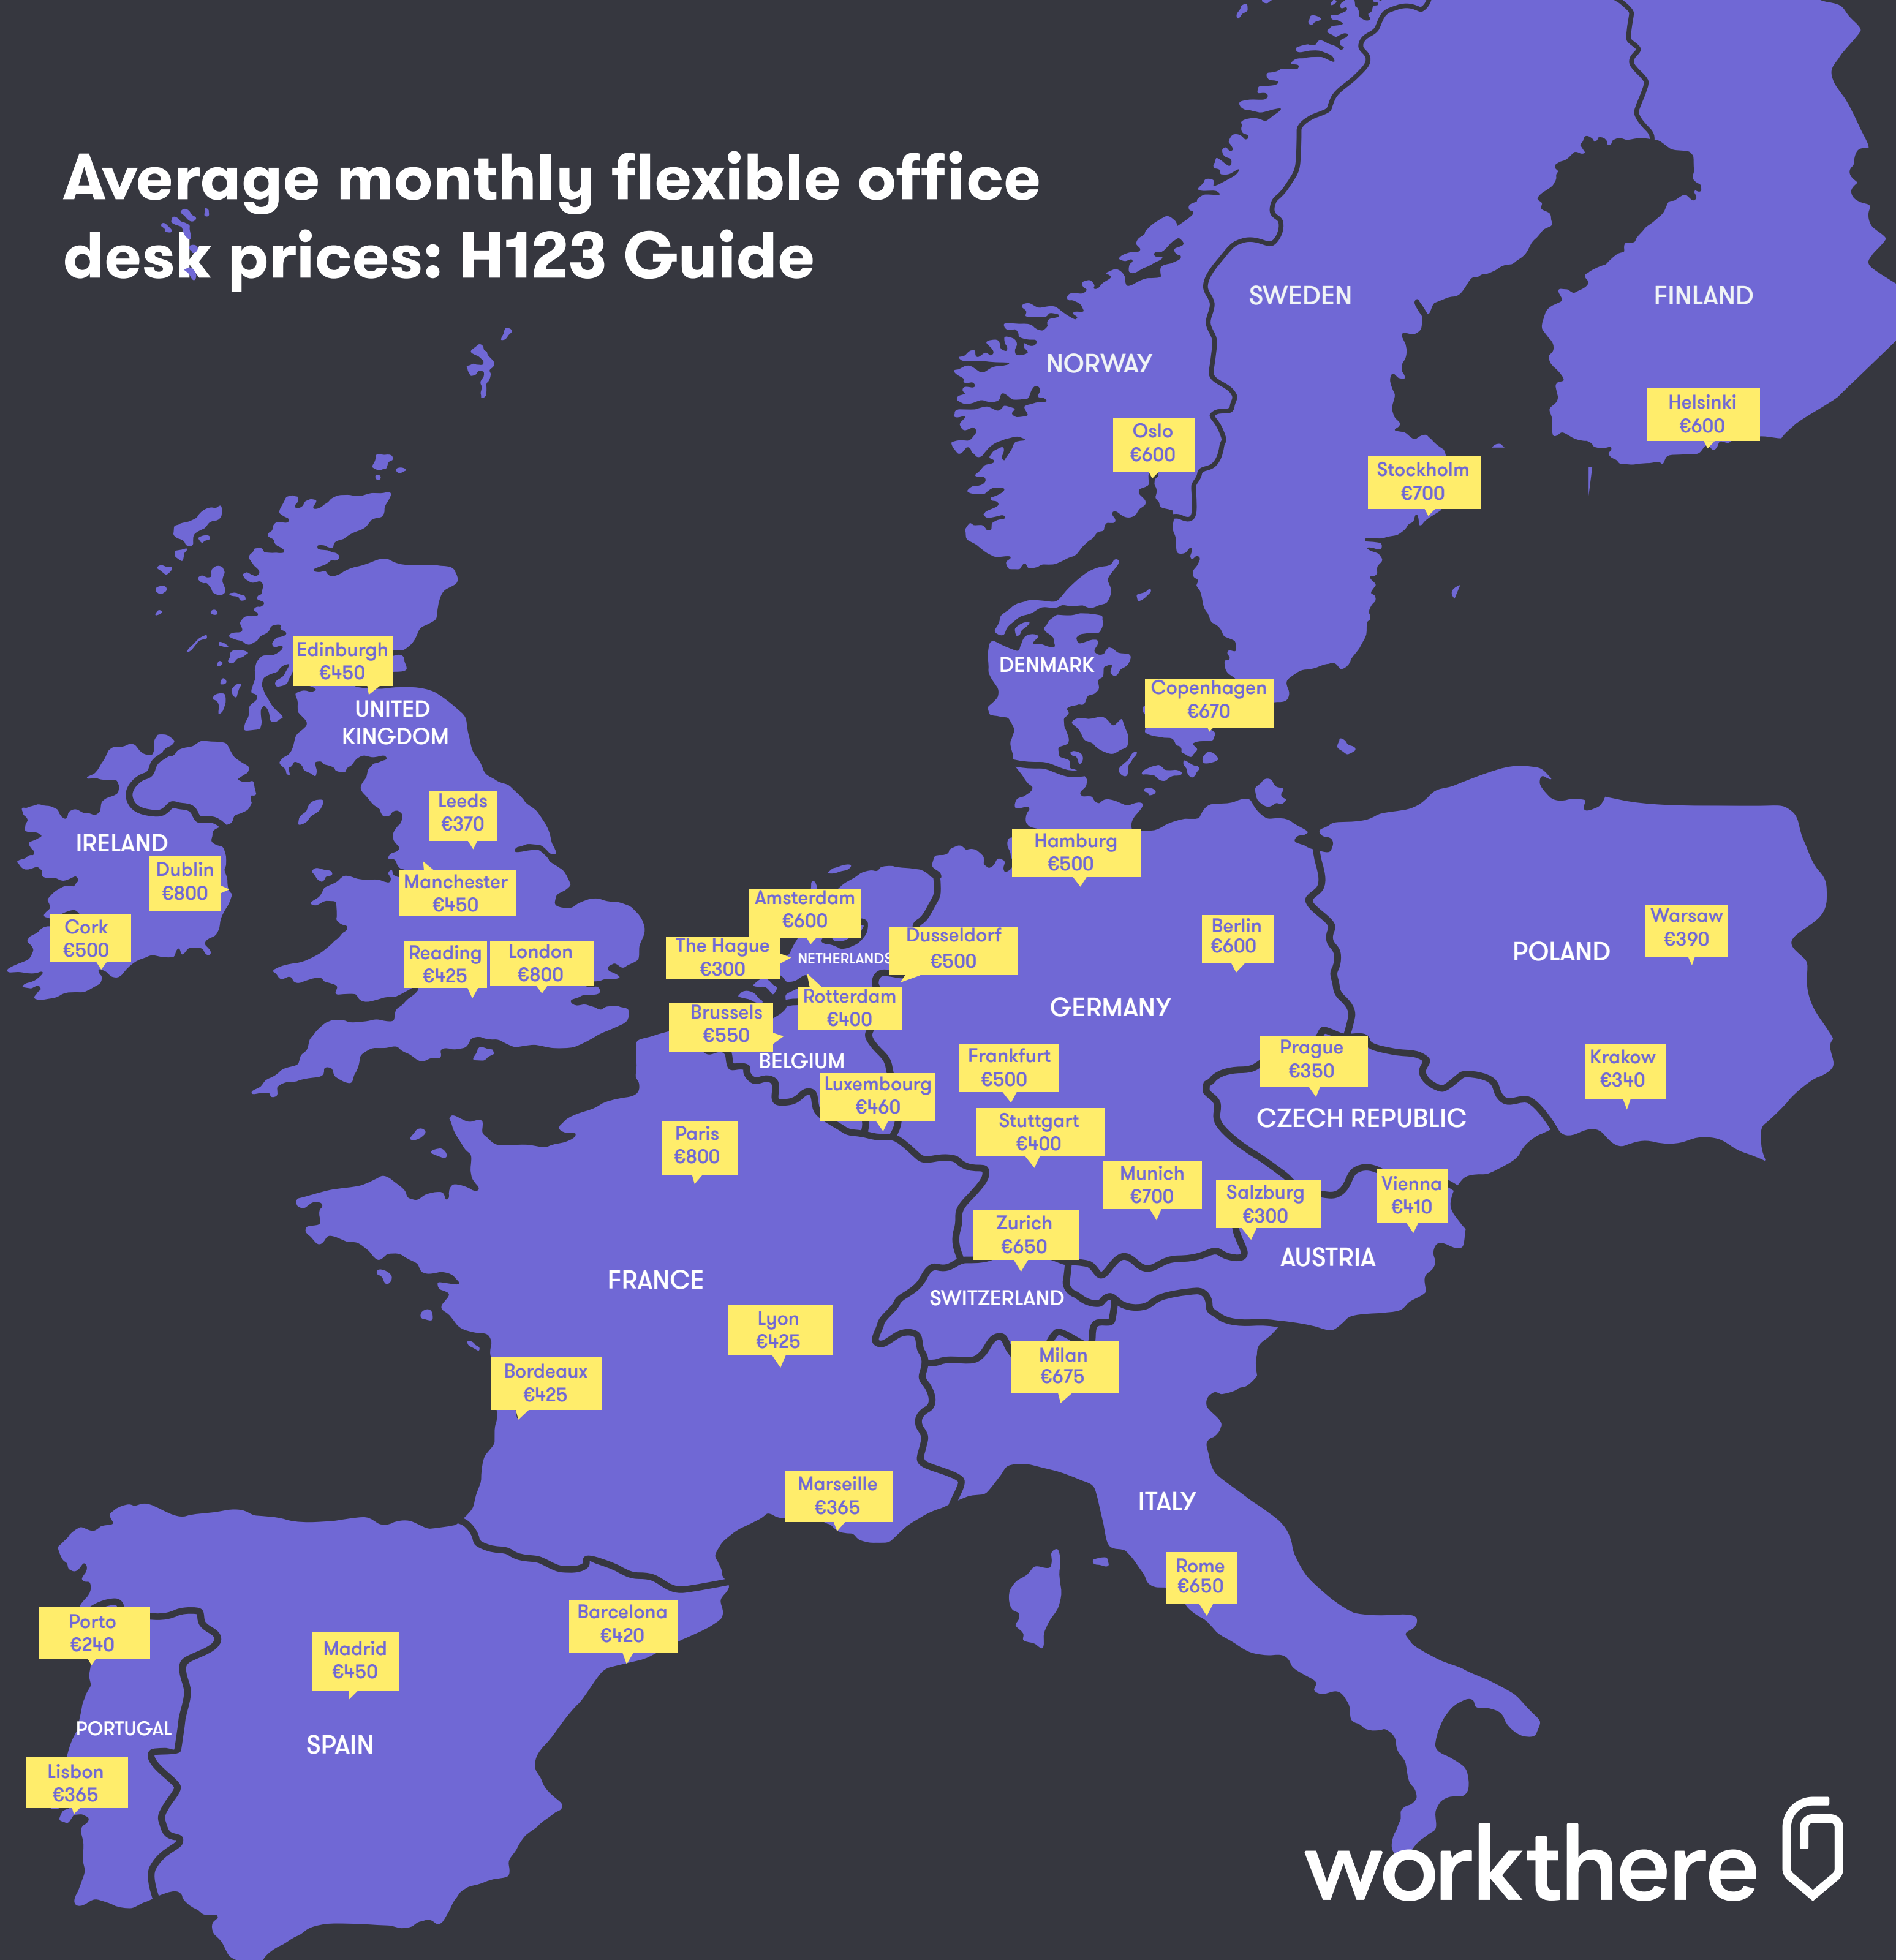 Average monthly flexible office
desk prices: H123 Guide
SWEDEN
FINLAND
NORWAY
Helsinki
€600
Oslo
€600
Stockholm
€700
Edinburgh
€450
DENMARK
Copenhagen
€670
UNITED
KINGDOM
Leeds
€370
IRELAND
Dublin
€800
Manchester
€450
Cork
€500
Reading
€425
London
€800
Hamburg
€500
Amsterdam
€600
The Hague
€300
NETHERLANDS
Dusseldorf
€500
Berlin
€600
Warsaw
€390
POLAND
Rotterdam
€400
Brussels
€550
GERMANY
BELGIUM
Frankfurt
€500
Prague
€350
Krakow
€340
Luxembourg
€460
CZECH REPUBLIC
Paris
€800
Stuttgart
€400
Munich
€700
Salzburg
€300
Vienna
€410
Zurich
€650
AUSTRIA
FRANCE
SWITZERLAND
Lyon
€425
Milan
€675
Bordeaux
€425
Marseille
€365
ITALY
Rome
€650
Porto
€240
Madrid
€450
Barcelona
€420
PORTUGAL
SPAIN
Lisbon
€365
workthere